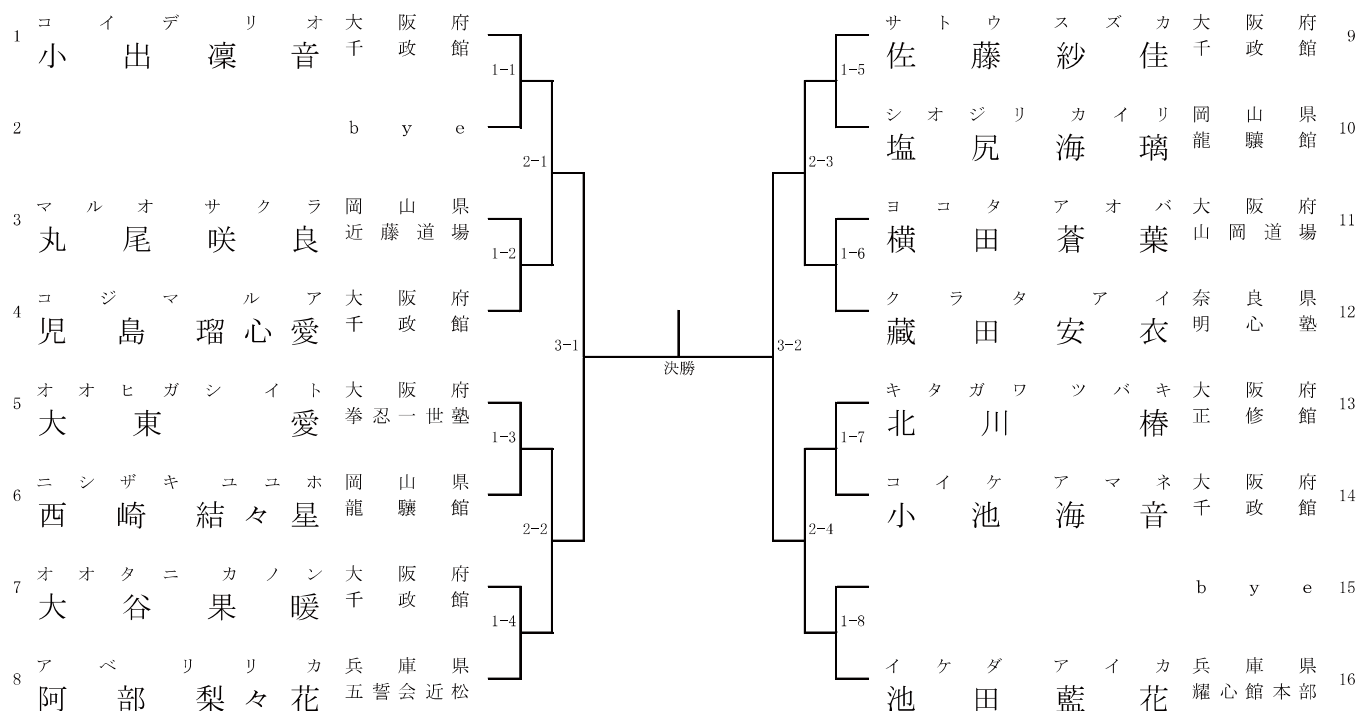 1 コイデ リオ 大阪府
小出 凜音 千政館
2 bye
3 マルオ サクラ 岡山県
丸尾 咲良 近藤道場
4 コジマ ルア 大阪府
児島 瑠心愛 千政館
5 オオヒガシ イト 大阪府
大東 愛 拳忍一世塾
6 ニシザキ ユユホ 岡山県
西崎 結々星 龍驤館
7 オオタニ カノン 大阪府
大谷 果暖 千政館
8 アベ リリカ 兵庫県
阿部 梨々花 五誓会近松
1-1
1-2
1-3
1-4
2-1
2-2
3-1
決勝
3-2
2-3
2-4
1-5
1-6
1-7
1-8
サトウ スズカ 大阪府 9
佐藤 紗佳 千政館
シオジリ カイリ 岡山県 10
塩尻 海璃 龍驤館
ヨコタ アオバ 大阪府 11
横田 蒼葉 山岡道場
クラタ アイ 奈良県 12
藏田 安衣 明心塾
キタガワ ツバキ 大阪府 13
北川 椿 正修館
コイケ アマネ 大阪府 14
小池 海音 千政館
bye 15
イケダ アイカ 兵庫県 16
池田 藍花 耀心館本部